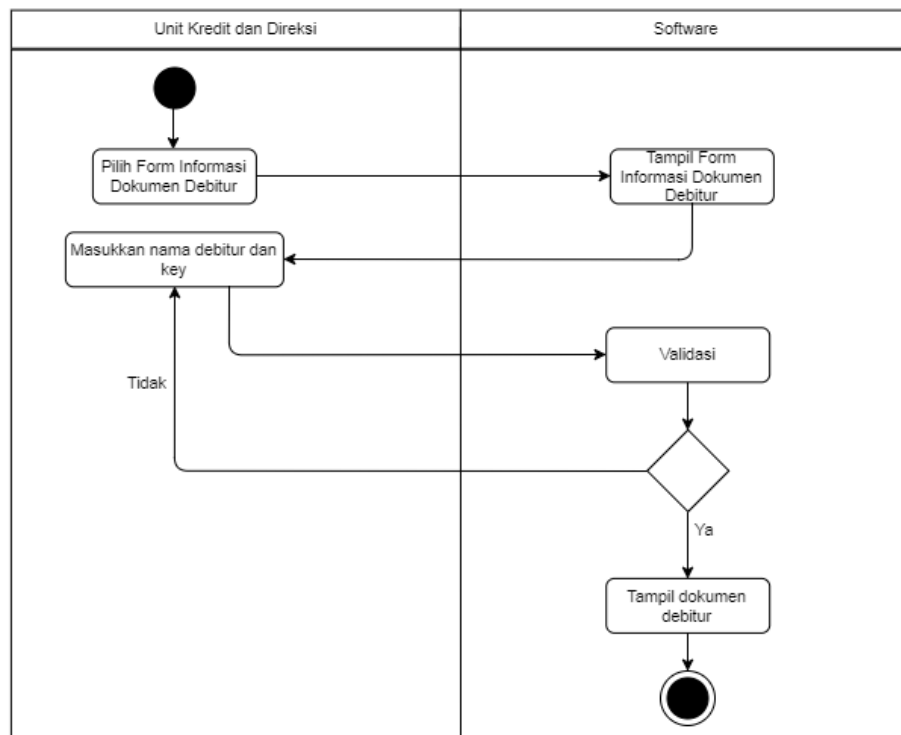 Unit Kredit dan Direksi
Software
Pilih Form Informasi
Dokumen Debitur
Tampil Form
Informasi Dokumen
Debitur
Masukkan nama debitur dan
key
Validasi
Tidak
Ya
Tampil dokumen
debitur